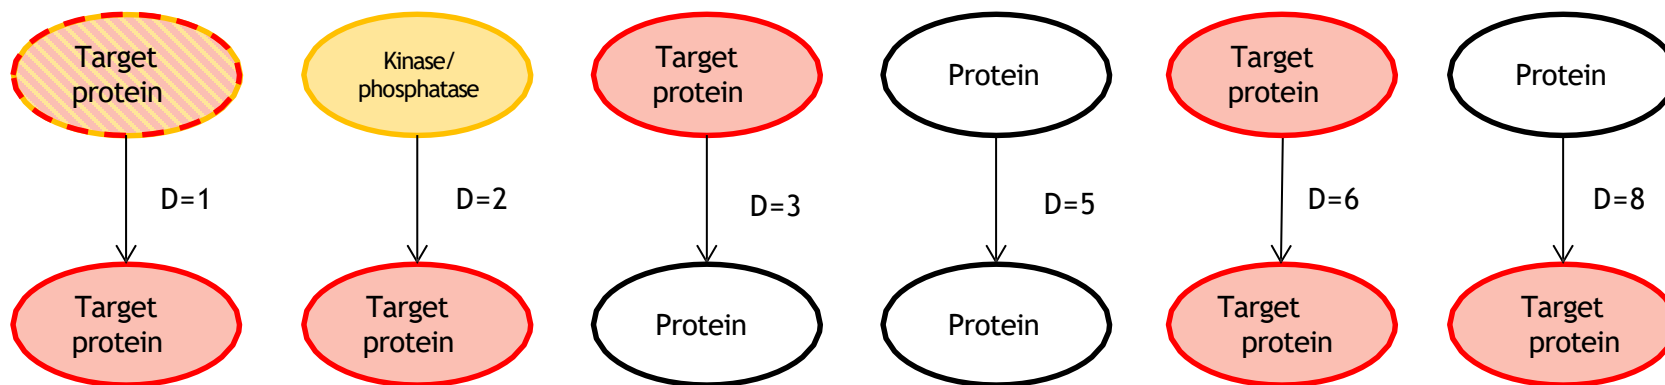 Target
protein
Kinase/
phosphatase
Target
protein
Protein
Target
protein
Protein
D=1
D=2
D=3
D=5
D=6
D=8
Target
protein
Target
protein
Protein
Protein
Target
protein
Target
protein